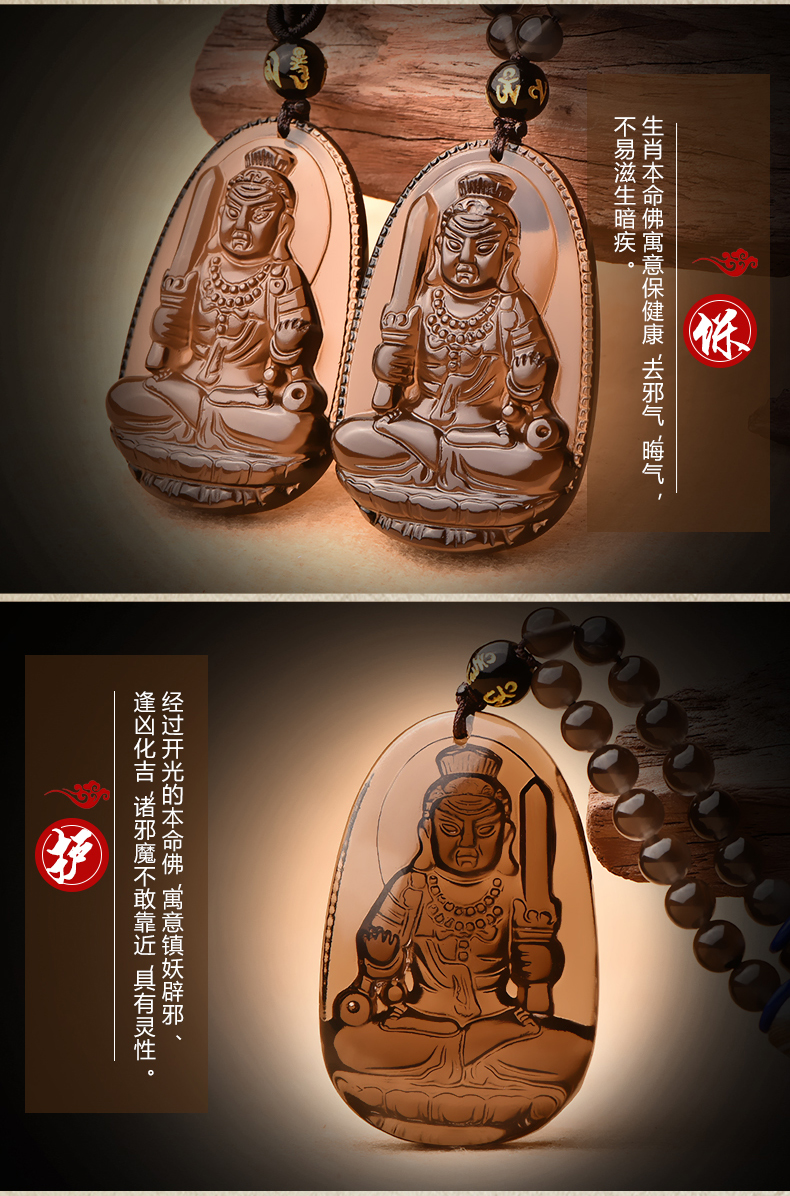 生肖本命佛寓意保健康,去邪气,晦气,
不易滋生暗疾。
保
经过开光的本命佛,寓意镇妖辟邪、
逢凶化吉,诸邪魔不敢靠近,具有灵性。
护